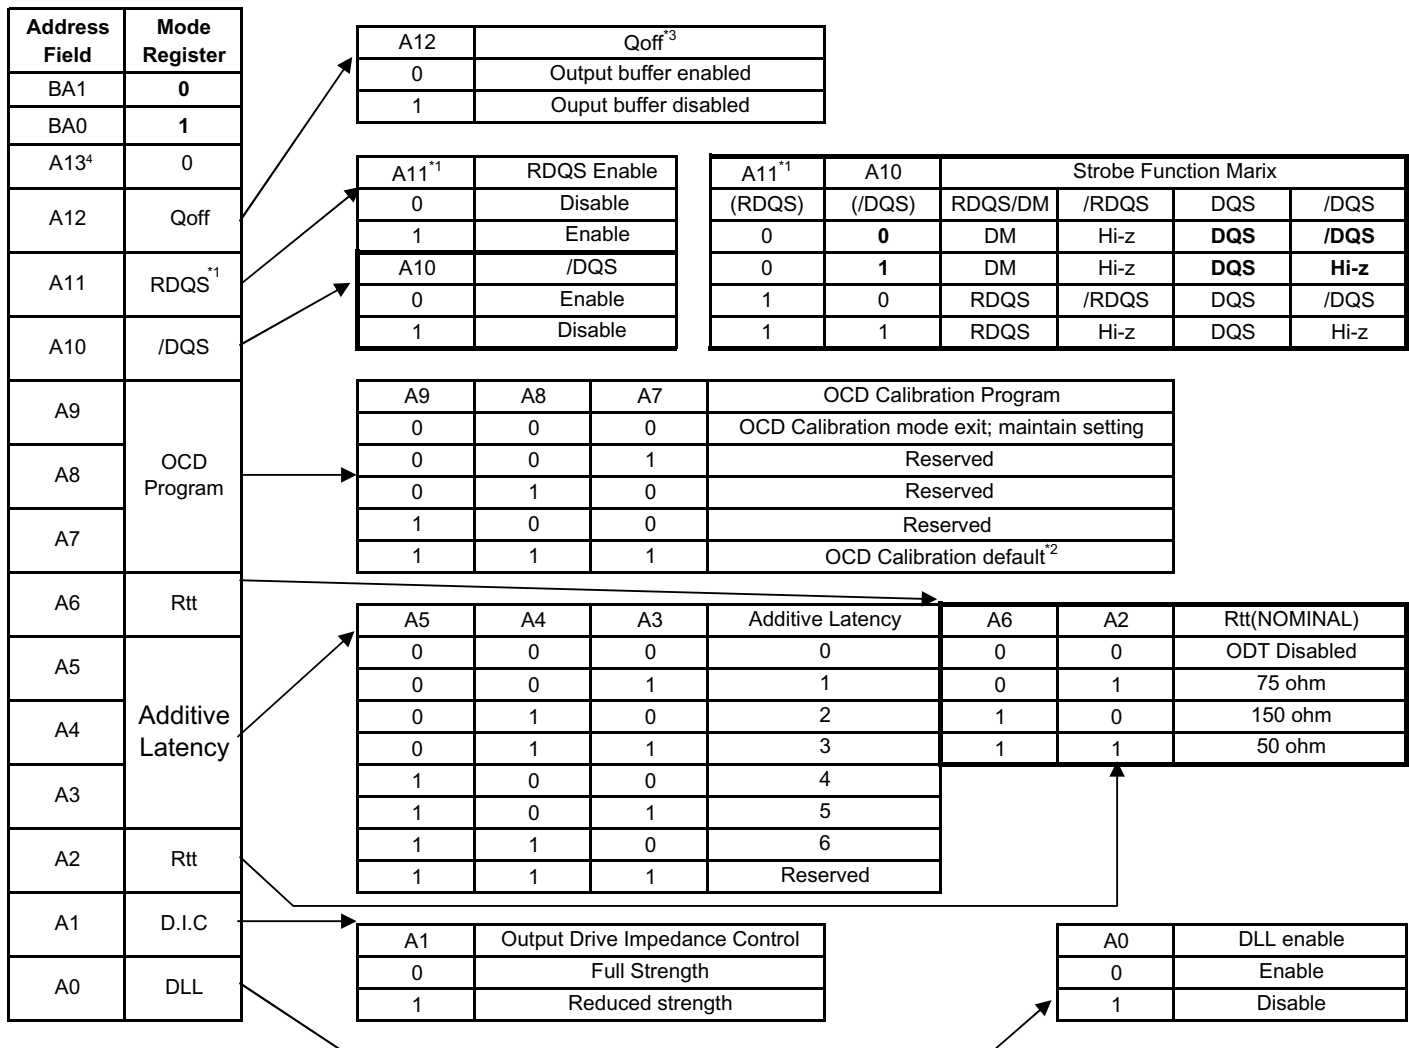 Address Field | Mode Register
BA1 | 0
BA0 | 1
A13⁴ | 0
A12 | Qoff
A11 | RDQS*1
A10 | /DQS
A9
A8 | OCD Program
A7
A6 | Rtt
A5
A4 | Additive Latency
A3
A2 | Rtt
A1 | D.I.C
A0 | DLL
A12 | Qoff*3
0 | Output buffer enabled
1 | Ouput buffer disabled
A11*1 | RDQS Enable
0 | Disable
1 | Enable
A10 | /DQS
0 | Enable
1 | Disable
A11*1 | A10 | Strobe Function Marix
(RDQS) | (/DQS) | RDQS/DM | /RDQS | DQS | /DQS
0 | 0 | DM | Hi-z | DQS | /DQS
0 | 1 | DM | Hi-z | DQS | Hi-z
1 | 0 | RDQS | /RDQS | DQS | /DQS
1 | 1 | RDQS | Hi-z | DQS | Hi-z
A9 | A8 | A7 | OCD Calibration Program
0 | 0 | 0 | OCD Calibration mode exit; maintain setting
0 | 0 | 1 | Reserved
0 | 1 | 0 | Reserved
1 | 0 | 0 | Reserved
1 | 1 | 1 | OCD Calibration default*2
A5 | A4 | A3 | Additive Latency
0 | 0 | 0 | 0
0 | 0 | 1 | 1
0 | 1 | 0 | 2
0 | 1 | 1 | 3
1 | 0 | 0 | 4
1 | 0 | 1 | 5
1 | 1 | 0 | 6
1 | 1 | 1 | Reserved
A6 | A2 | Rtt(NOMINAL)
0 | 0 | ODT Disabled
0 | 1 | 75 ohm
1 | 0 | 150 ohm
1 | 1 | 50 ohm
A1 | Output Drive Impedance Control
0 | Full Strength
1 | Reduced strength
A0 | DLL enable
0 | Enable
1 | Disable